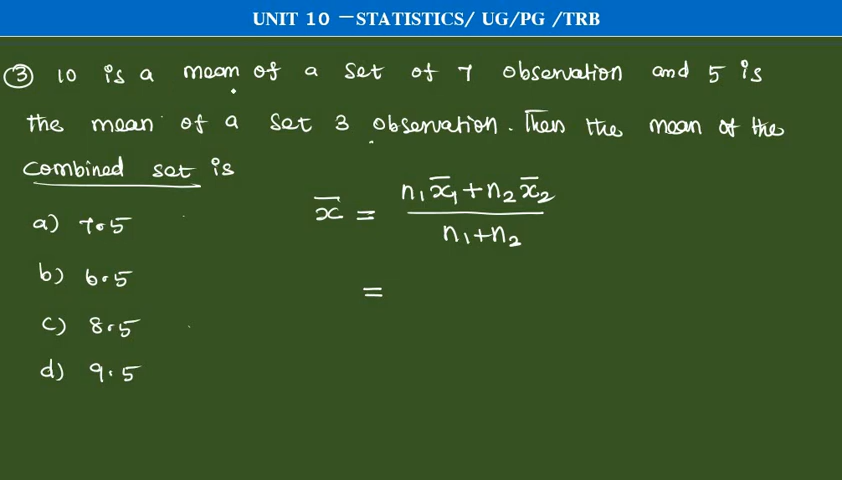 UNIT 10 –STATISTICS/ UG/PG /TRB
③ 10 is a mean of a set of 7 observation and 5 is
the mean of a set 3 observation. Then the mean of the
combined set is
a) 7.5
b) 6.5
c) 8.5
d) 9.5
x̄ = (n₁x̄₁ + n₂x̄₂) / (n₁+n₂)
=